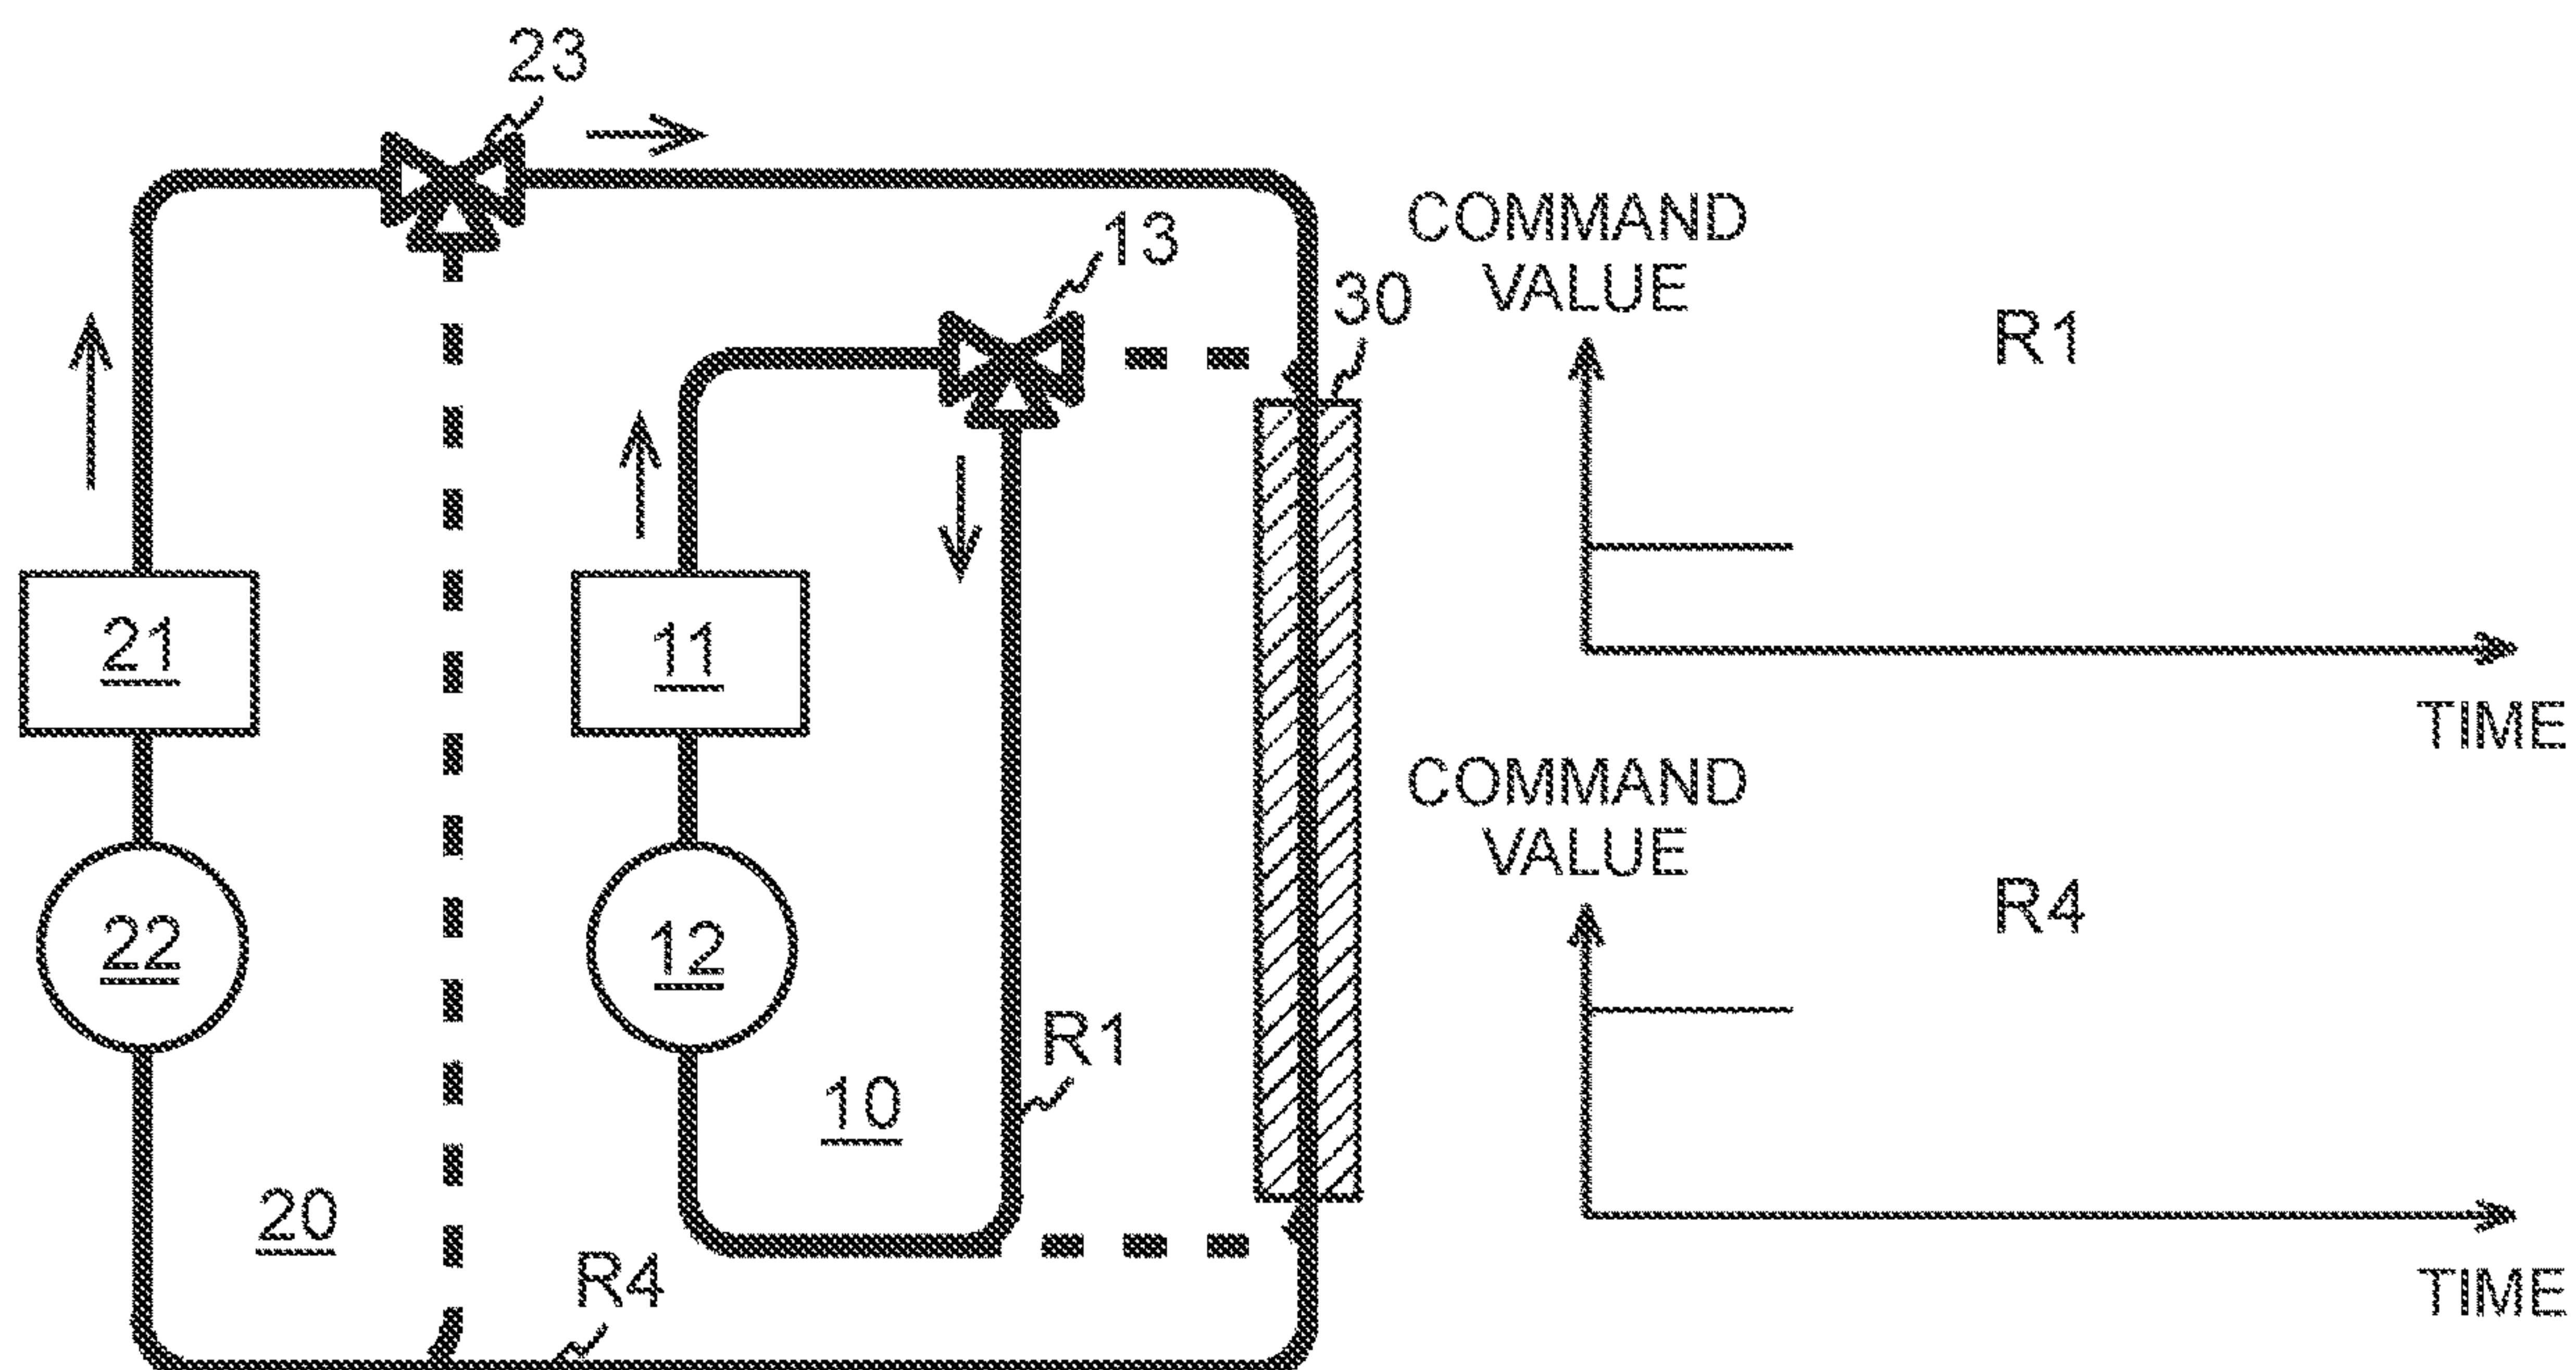 23
13
30
21
11
22
12
R1
10
20
R4
COMMAND
VALUE
R1
TIME
COMMAND
VALUE
R4
TIME